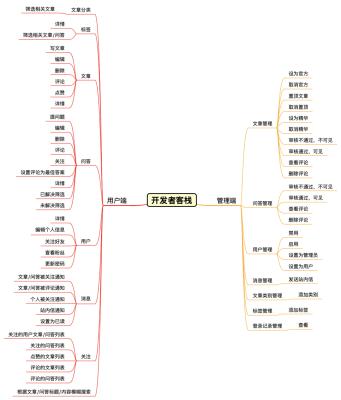 开发者客栈
用户端
文章分类
筛选相关文章
标签
详情
筛选相关文章/问答
文章
写文章
编辑
删除
评论
点赞
详情
问答
提问题
编辑
删除
评论
关注
设置评论为最佳答案
详情
已解决筛选
未解决筛选
用户
详情
编辑个人信息
关注好友
查看粉丝
更新密码
消息
文章/问答被关注通知
文章/问答被评论通知
个人被关注通知
站内信通知
设置为已读
关注
关注的用户文章/问答列表
关注的问答列表
点赞的文章列表
评论的文章列表
评论的问答列表
根据文章/问答标题/内容模糊搜索
管理端
文章管理
设为官方
取消官方
置顶文章
取消置顶
设为精华
取消精华
审核不通过，不可见
审核通过，可见
查看评论
删除评论
问答管理
审核不通过，不可见
审核通过，可见
查看评论
删除评论
用户管理
禁用
启用
设置为管理员
设置为用户
消息管理
发送站内信
文章类别管理
添加类别
标签管理
添加标签
登录记录管理
查看